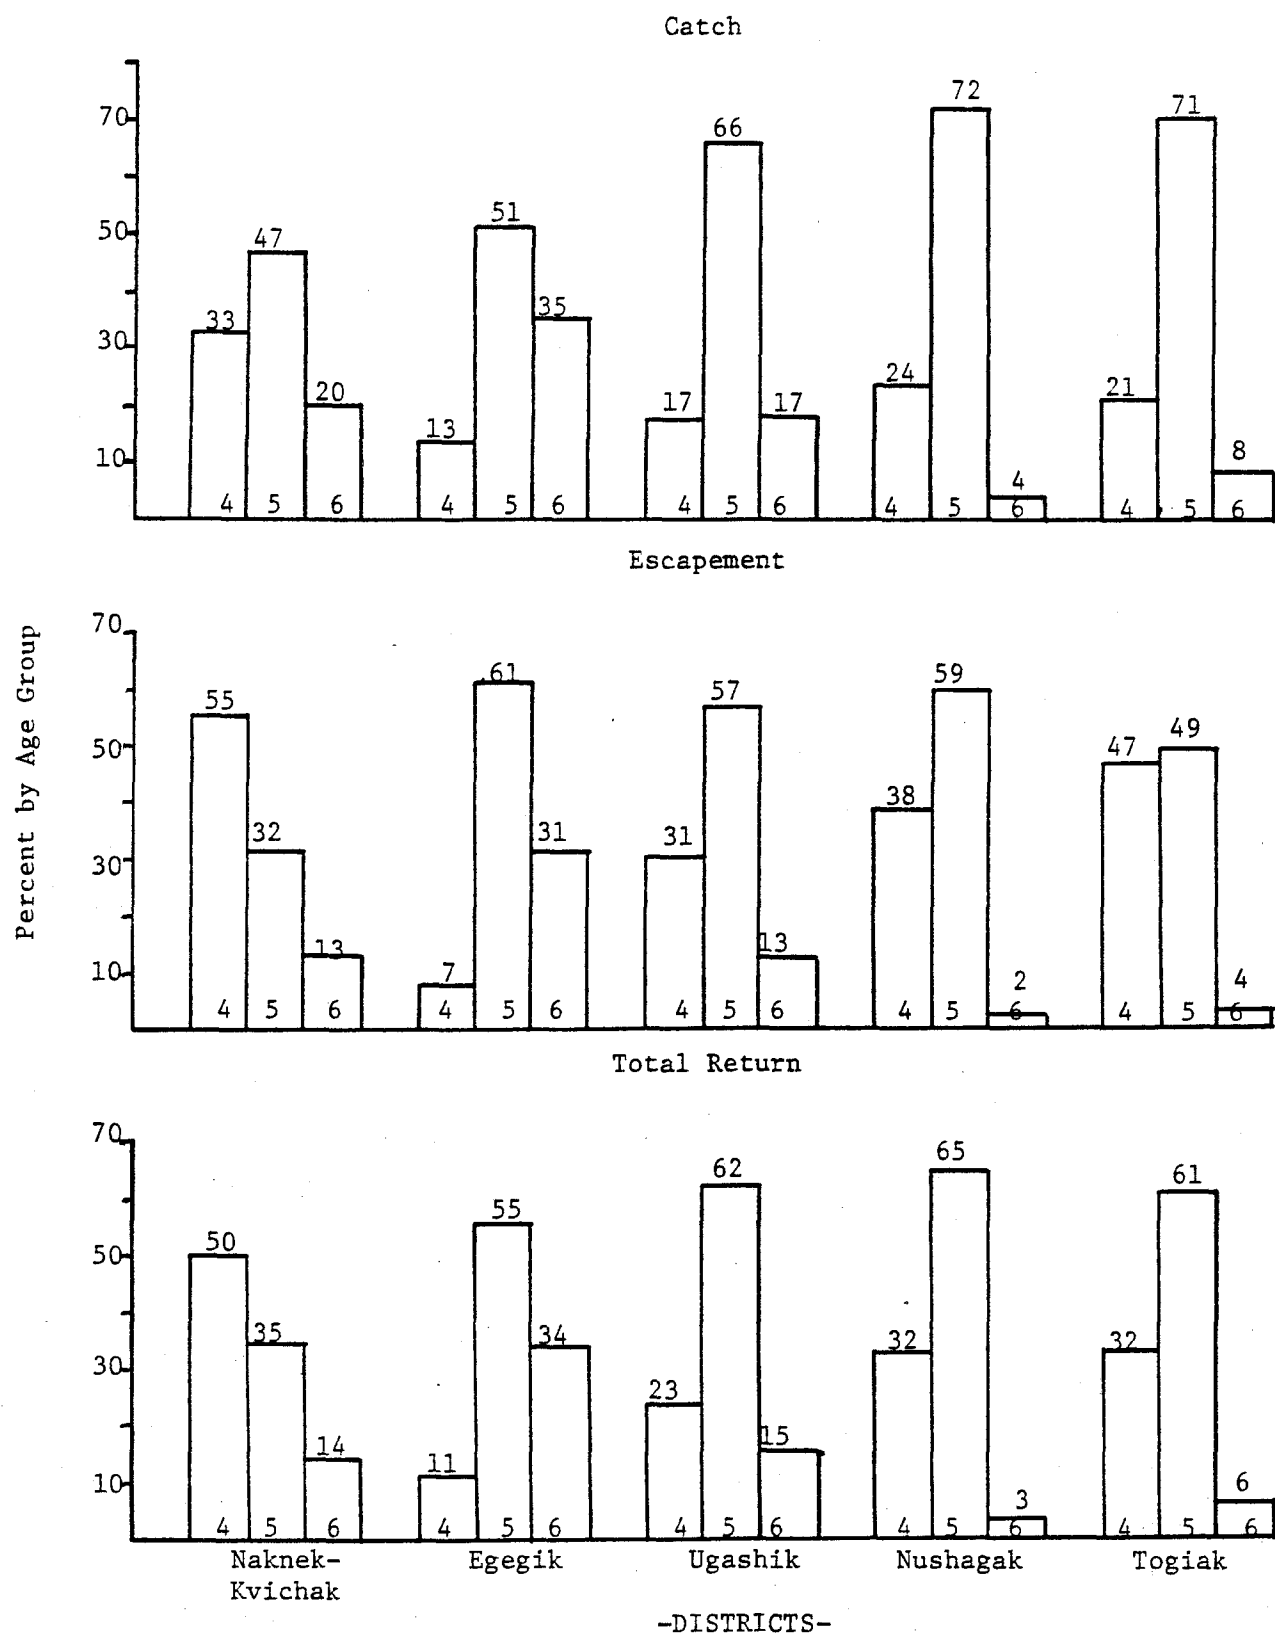 Catch
70
50
30
10
33 47 20
13 51 35
17 66 17
24 72 4
21 71 8
4 5 6 4 5 6 4 5 6 4 5 6 4 5 6
Escapement
Percent by Age Group
70
50
30
10
55 32 13
7 61 31
31 57 13
38 59 2
47 49 4
4 5 6 4 5 6 4 5 6 4 5 6 4 5 6
Total Return
70
50
30
10
50 35 14
11 55 34
23 62 15
32 65 3
32 61 6
4 5 6 4 5 6 4 5 6 4 5 6 4 5 6
Naknek- Egegik Ugashik Nushagak Togiak
Kvichak
-DISTRICTS-